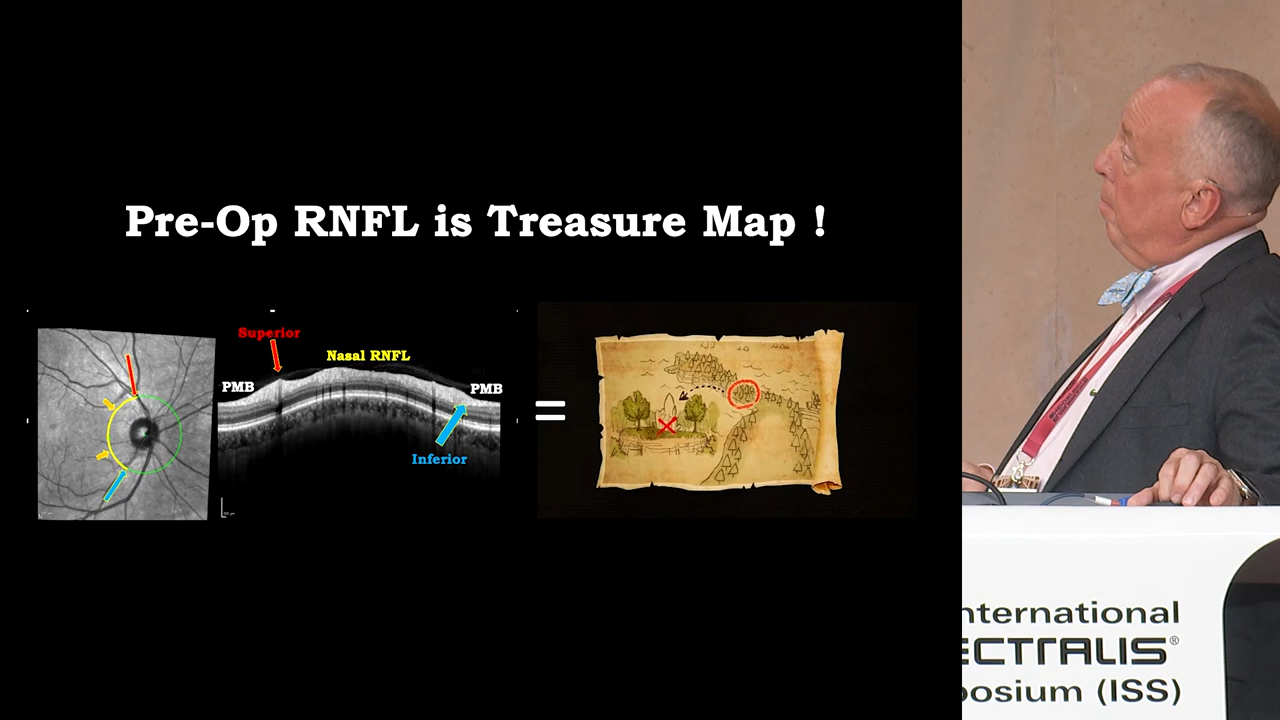 Pre-Op RNFL is Treasure Map !
Superior
Nasal RNFL
PMB
PMB
Inferior
=
nternational
ECTRALIS®
posium (ISS)